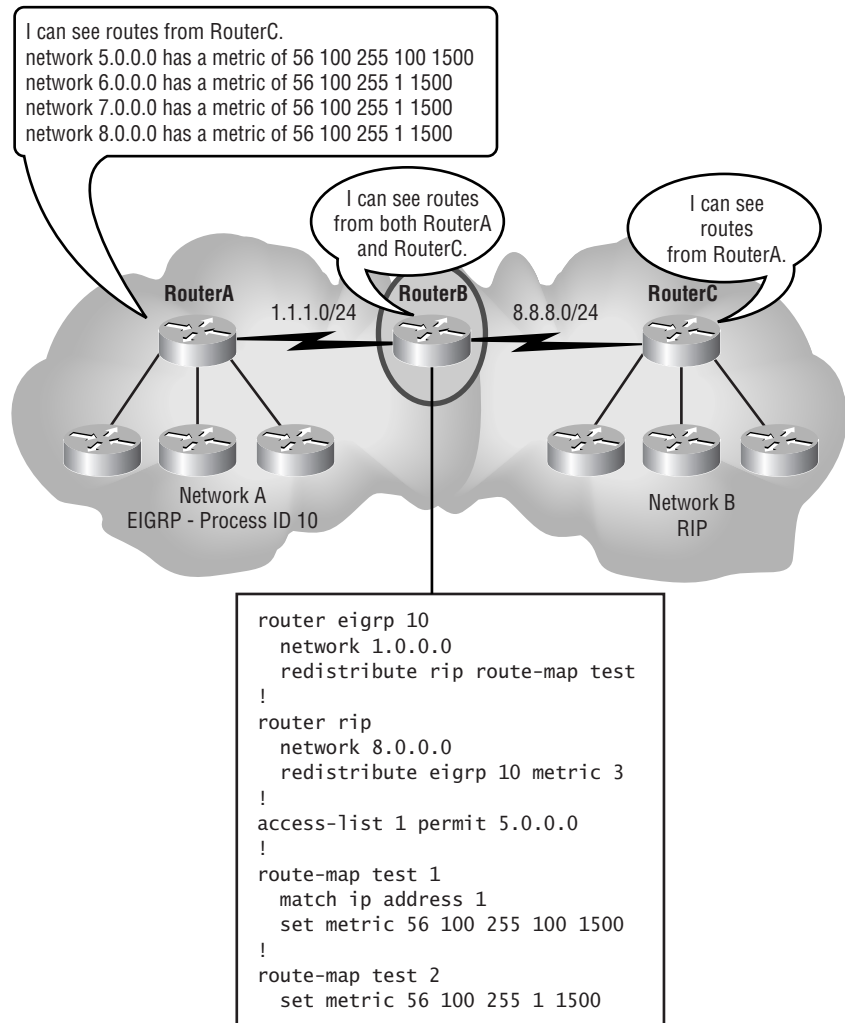 I can see routes from RouterC.
network 5.0.0.0 has a metric of 56 100 255 100 1500
network 6.0.0.0 has a metric of 56 100 255 1 1500
network 7.0.0.0 has a metric of 56 100 255 1 1500
network 8.0.0.0 has a metric of 56 100 255 1 1500
I can see routes
from both RouterA
and RouterC.
I can see
routes
from RouterA.
RouterA
1.1.1.0/24
RouterB
8.8.8.0/24
RouterC
Network A
EIGRP - Process ID 10
Network B
RIP
router eigrp 10
network 1.0.0.0
redistribute rip route-map test
!
router rip
network 8.0.0.0
redistribute eigrp 10 metric 3
!
access-list 1 permit 5.0.0.0
!
route-map test 1
match ip address 1
set metric 56 100 255 100 1500
!
route-map test 2
set metric 56 100 255 1 1500